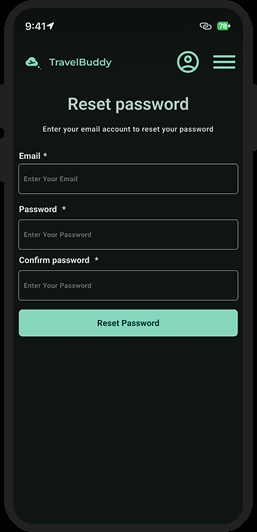 9:41
78
TravelBuddy
Reset password
Enter your email account to reset your password
Email *
Enter Your Email
Password *
Enter Your Password
Confirm password *
Enter Your Password
Reset Password